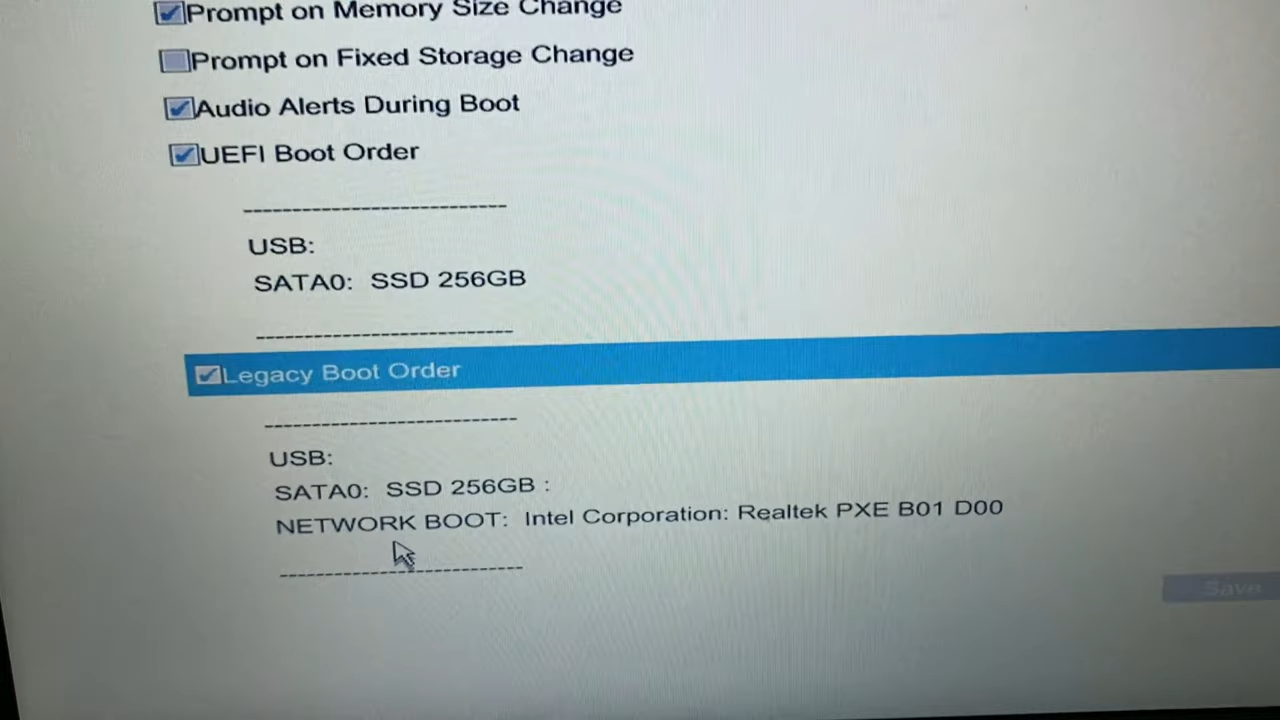 Prompt on Memory Size Change
Prompt on Fixed Storage Change
Audio Alerts During Boot
UEFI Boot Order
---------------------------
USB:
SATA0: SSD 256GB
---------------------------
Legacy Boot Order
---------------------------
USB:
SATA0: SSD 256GB :
NETWORK BOOT: Intel Corporation: Realtek PXE B01 D00
---------------------------
Save